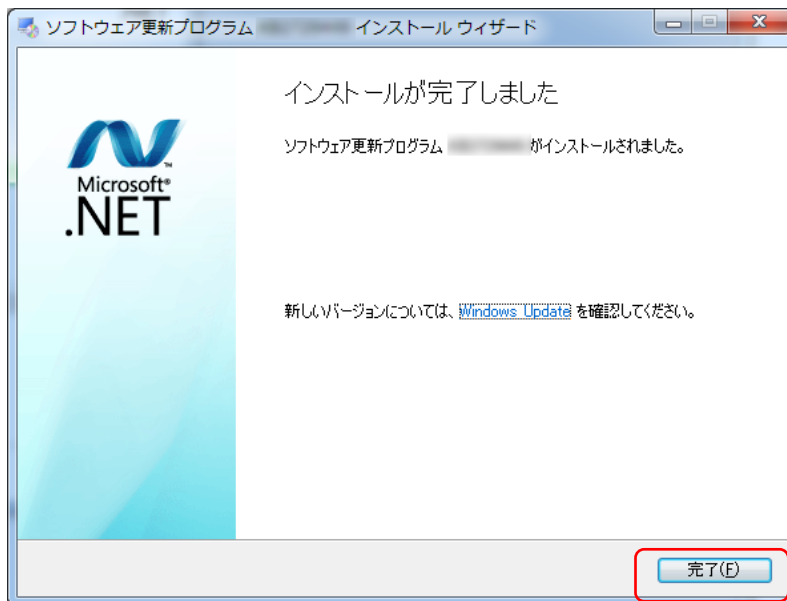 ソフトウェア更新プログラム インストール ウィザード
インストールが完了しました
ソフトウェア更新プログラム がインストールされました。
Microsoft®
.NET
新しいバージョンについては、Windows Update を確認してください。
完了(F)